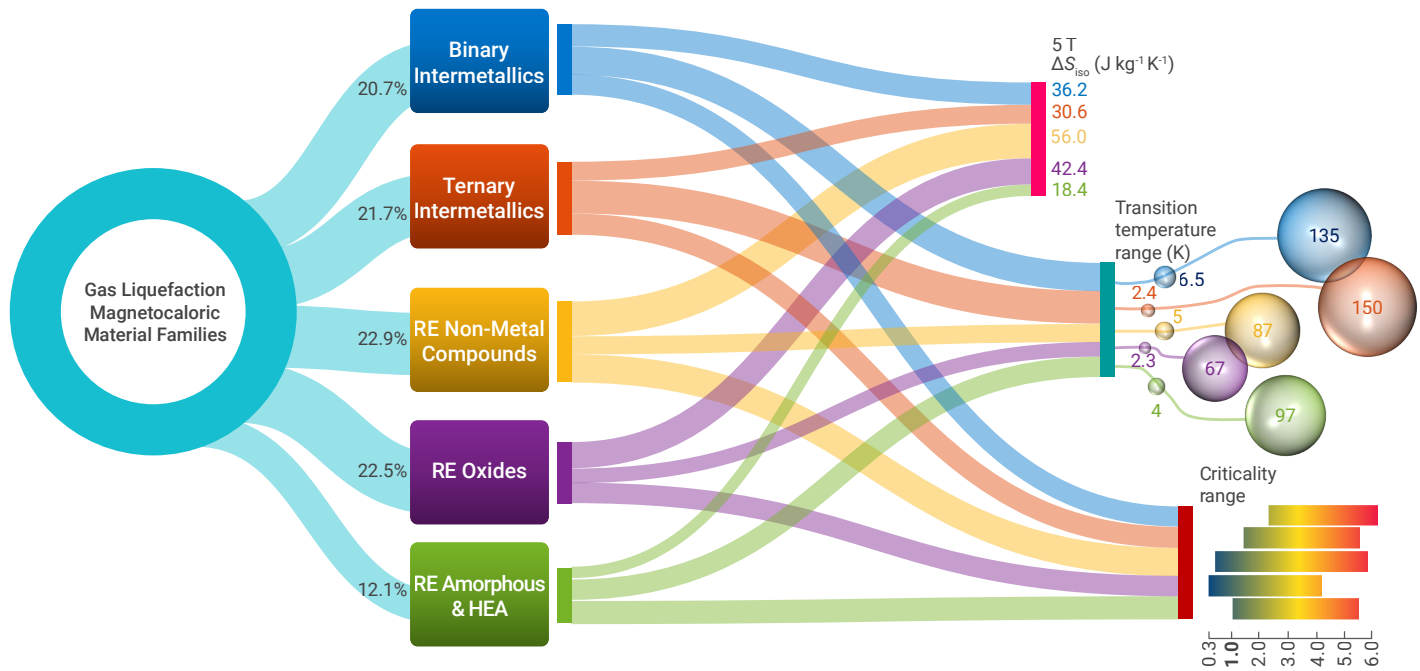 Gas Liquefaction
Magnetocaloric
Material Families
20.7%
21.7%
22.9%
22.5%
12.1%
Binary
Intermetallics
Ternary
Intermetallics
RE Non-Metal
Compounds
RE Oxides
RE Amorphous
& HEA
5 T
ΔS_iso (J kg⁻¹ K⁻¹)
36.2
30.6
56.0
42.4
18.4
Transition
temperature
range (K)
6.5
135
2.4
150
5
87
2.3
67
4
97
Criticality
range
0.3 1.0 2.0 3.0 4.0 5.0 6.0